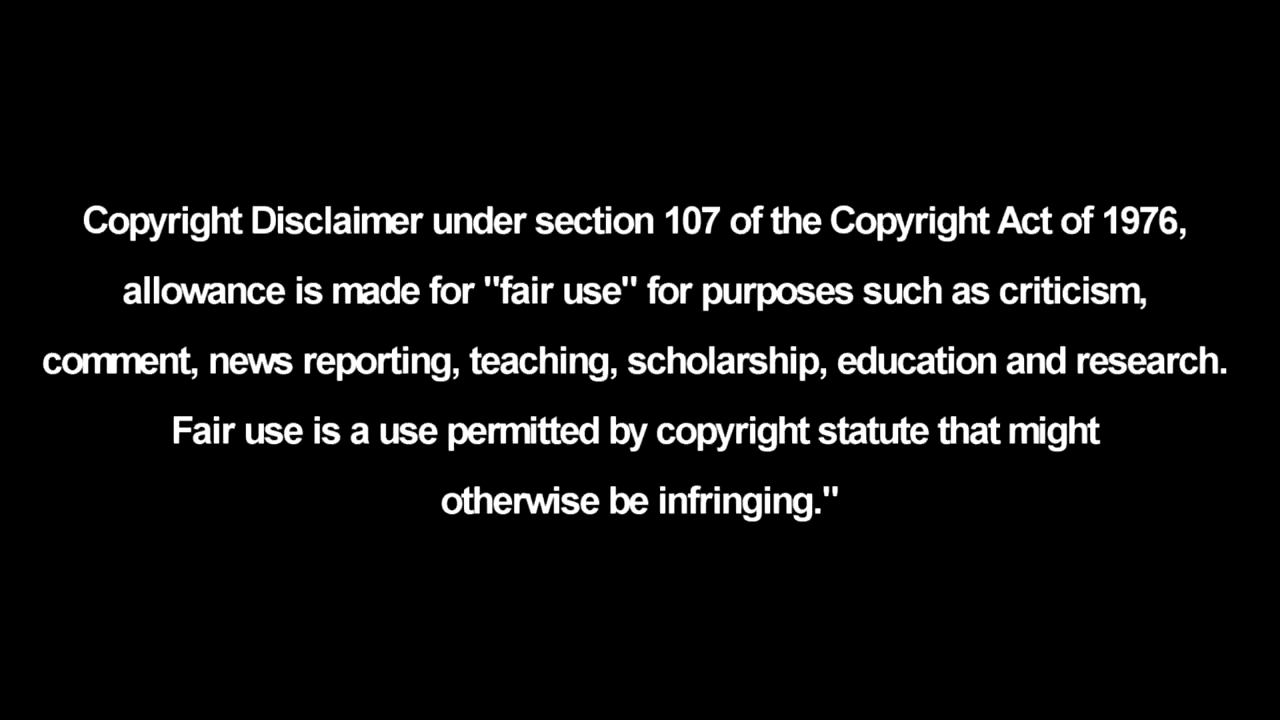 Copyright Disclaimer under section 107 of the Copyright Act of 1976,
allowance is made for "fair use" for purposes such as criticism,
comment, news reporting, teaching, scholarship, education and research.
Fair use is a use permitted by copyright statute that might
otherwise be infringing."